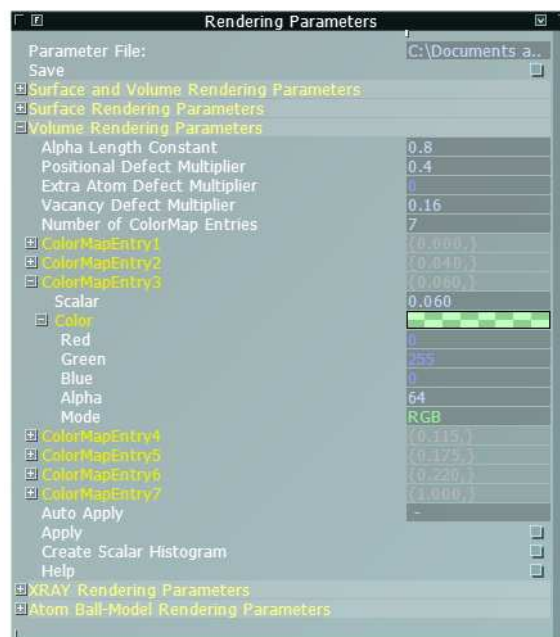 Rendering Parameters
Parameter File: C:\Documents a..
Save
Surface and Volume Rendering Parameters
Surface Rendering Parameters
Volume Rendering Parameters
Alpha Length Constant 0.8
Positional Defect Multiplier 0.4
Extra Atom Defect Multiplier 0
Vacancy Defect Multiplier 0.16
Number of ColorMap Entries 7
ColorMapEntry1 {0.000,}
ColorMapEntry2 {0.040,}
ColorMapEntry3 {0.060,}
Scalar 0.060
Color
Red 0
Green 255
Blue 0
Alpha 64
Mode RGB
ColorMapEntry4 {0.115,}
ColorMapEntry5 {0.175,}
ColorMapEntry6 {0.220,}
ColorMapEntry7 {1.000,}
Auto Apply -
Apply
Create Scalar Histogram
Help
XRAY Rendering Parameters
Atom Ball-Model Rendering Parameters